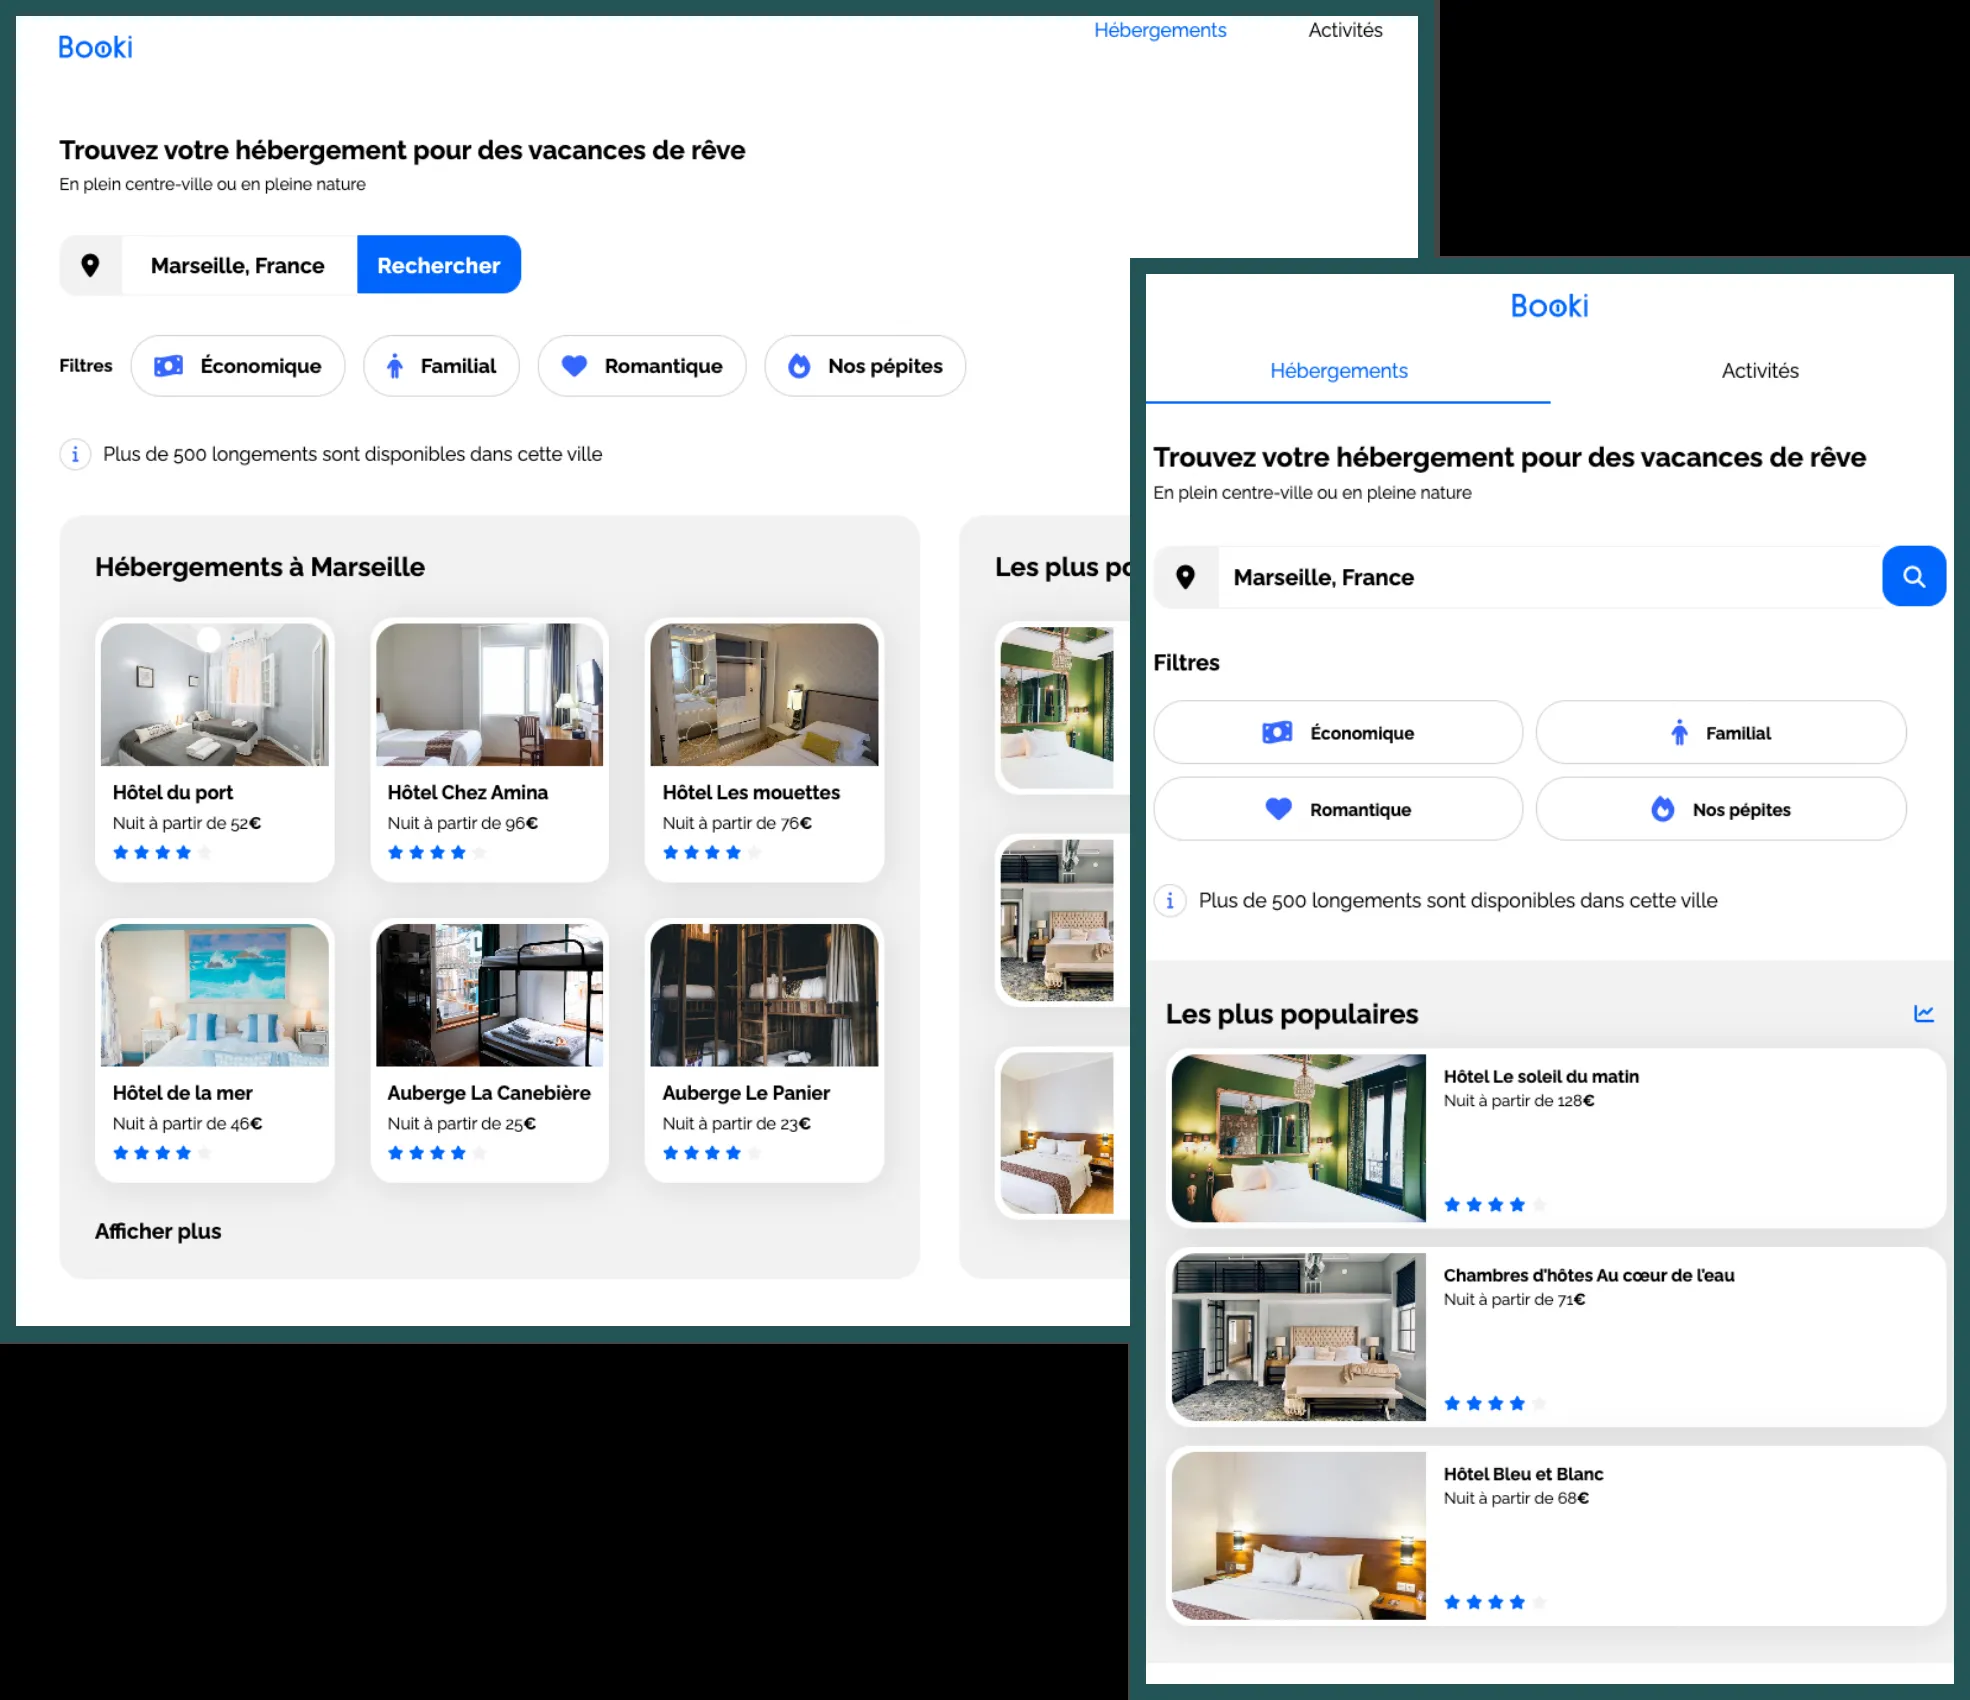 Booki
Hébergements
Activités
Trouvez votre hébergement pour des vacances de rêve
En plein centre-ville ou en pleine nature
Marseille, France
Rechercher
Filtres
Économique
Familial
Romantique
Nos pépites
Plus de 500 longements sont disponibles dans cette ville
Hébergements à Marseille
Hôtel du port
Nuit à partir de 52€
Hôtel Chez Amina
Nuit à partir de 96€
Hôtel Les mouettes
Nuit à partir de 76€
Hôtel de la mer
Nuit à partir de 46€
Auberge La Canebière
Nuit à partir de 25€
Auberge Le Panier
Nuit à partir de 23€
Afficher plus
Les plus po
Booki
Hébergements
Activités
Trouvez votre hébergement pour des vacances de rêve
En plein centre-ville ou en pleine nature
Marseille, France
Filtres
Économique
Familial
Romantique
Nos pépites
Plus de 500 longements sont disponibles dans cette ville
Les plus populaires
Hôtel Le soleil du matin
Nuit à partir de 128€
Chambres d'hôtes Au cœur de l'eau
Nuit à partir de 71€
Hôtel Bleu et Blanc
Nuit à partir de 68€